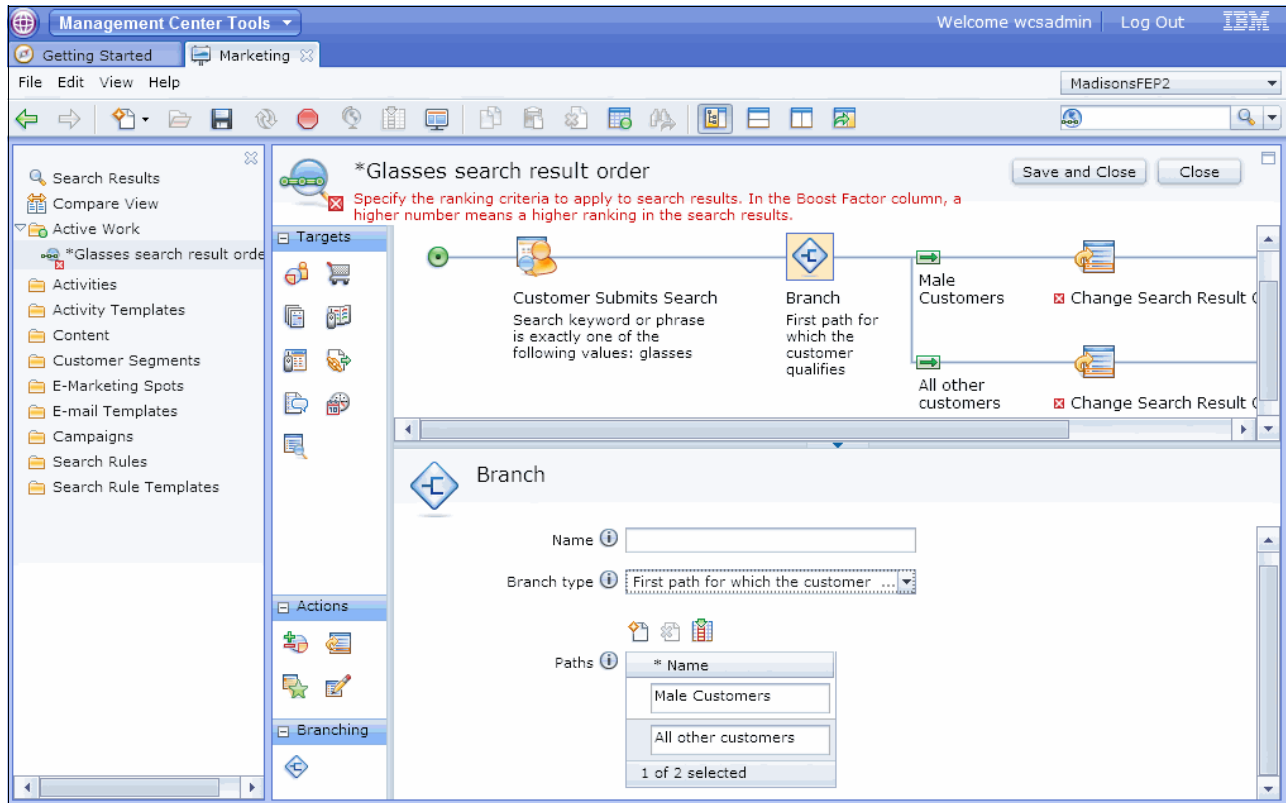 Management Center Tools
Welcome wcsadmin
Log Out
IBM
Getting Started
Marketing
File Edit View Help
MadisonsFEP2
Search Results
Compare View
Active Work
*Glasses search result orde
Activities
Activity Templates
Content
Customer Segments
E-Marketing Spots
E-mail Templates
Campaigns
Search Rules
Search Rule Templates
*Glasses search result order
Save and Close
Close
Specify the ranking criteria to apply to search results. In the Boost Factor column, a
higher number means a higher ranking in the search results.
Targets
Customer Submits Search
Search keyword or phrase
is exactly one of the
following values: glasses
Branch
First path for
which the
customer
qualifies
Male
Customers
Change Search Result
All other
customers
Change Search Result
Actions
Branching
Branch
Name
Branch type
First path for which the customer ...
Paths
* Name
Male Customers
All other customers
1 of 2 selected